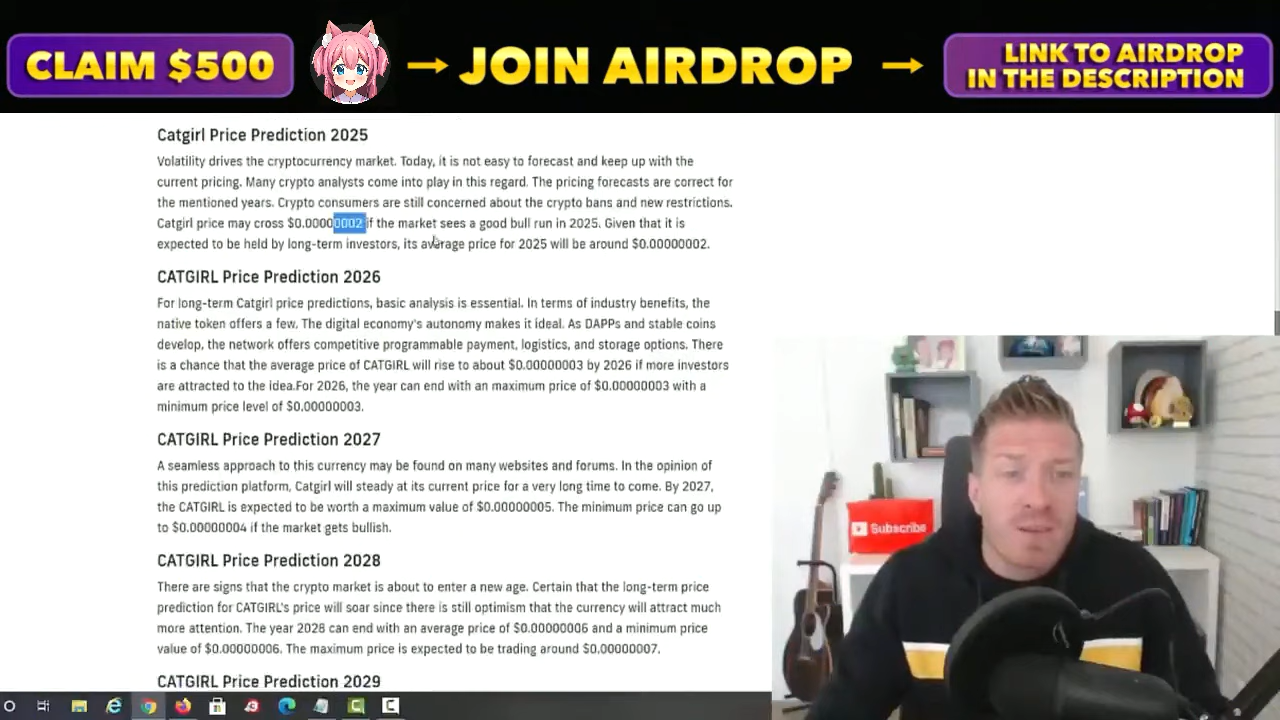 CLAIM $500
JOIN AIRDROP
LINK TO AIRDROP
IN THE DESCRIPTION
Catgirl Price Prediction 2025
Volatility drives the cryptocurrency market. Today, it is not easy to forecast and keep up with the
current pricing. Many crypto analysts come into play in this regard. The pricing forecasts are correct for
the mentioned years. Crypto consumers are still concerned about the crypto bans and new restrictions.
Catgirl price may cross $0.00000002 if the market sees a good bull run in 2025. Given that it is
expected to be held by long-term investors, its average price for 2025 will be around $0.00000002.
CATGIRL Price Prediction 2026
For long-term Catgirl price predictions, basic analysis is essential. In terms of industry benefits, the
native token offers a few. The digital economy's autonomy makes it ideal. As DAPPs and stable coins
develop, the network offers competitive programmable payment, logistics, and storage options. There
is a chance that the average price of CATGIRL will rise to about $0.00000003 by 2026 if more investors
are attracted to the idea.For 2026, the year can end with an maximum price of $0.00000003 with a
minimum price level of $0.00000003.
CATGIRL Price Prediction 2027
A seamless approach to this currency may be found on many websites and forums. In the opinion of
this prediction platform, Catgirl will steady at its current price for a very long time to come. By 2027,
the CATGIRL is expected to be worth a maximum value of $0.00000005. The minimum price can go up
to $0.00000004 if the market gets bullish.
CATGIRL Price Prediction 2028
There are signs that the crypto market is about to enter a new age. Certain that the long-term price
prediction for CATGIRL's price will soar since there is still optimism that the currency will attract much
more attention. The year 2028 can end with an average price of $0.00000006 and a minimum price
value of $0.00000006. The maximum price is expected to be trading around $0.00000007.
CATGIRL Price Prediction 2029
Subscribe